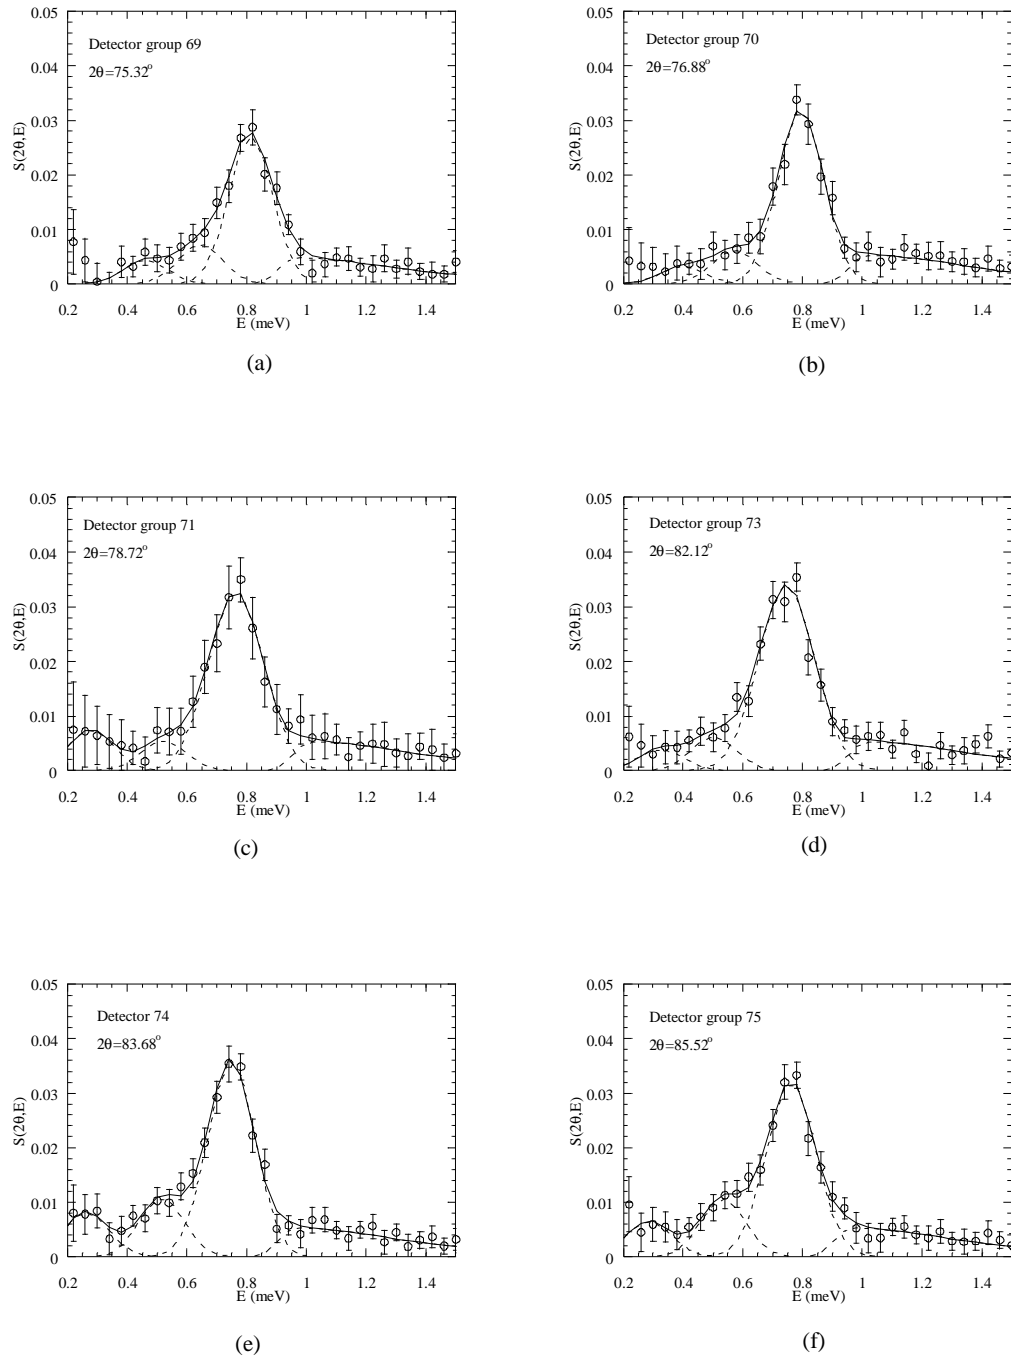 Detector group 69
2θ=75.32°
S(2θ,E)
0.05
0.04
0.03
0.02
0.01
0
0.2 0.4 0.6 0.8 1 1.2 1.4
E (meV)
(a)
Detector group 70
2θ=76.88°
S(2θ,E)
0.05
0.04
0.03
0.02
0.01
0
0.2 0.4 0.6 0.8 1 1.2 1.4
E (meV)
(b)
Detector group 71
2θ=78.72°
S(2θ,E)
0.05
0.04
0.03
0.02
0.01
0
0.2 0.4 0.6 0.8 1 1.2 1.4
E (meV)
(c)
Detector group 73
2θ=82.12°
S(2θ,E)
0.05
0.04
0.03
0.02
0.01
0
0.2 0.4 0.6 0.8 1 1.2 1.4
E (meV)
(d)
Detector 74
2θ=83.68°
S(2θ,E)
0.05
0.04
0.03
0.02
0.01
0
0.2 0.4 0.6 0.8 1 1.2 1.4
E (meV)
(e)
Detector group 75
2θ=85.52°
S(2θ,E)
0.05
0.04
0.03
0.02
0.01
0
0.2 0.4 0.6 0.8 1 1.2 1.4
E (meV)
(f)